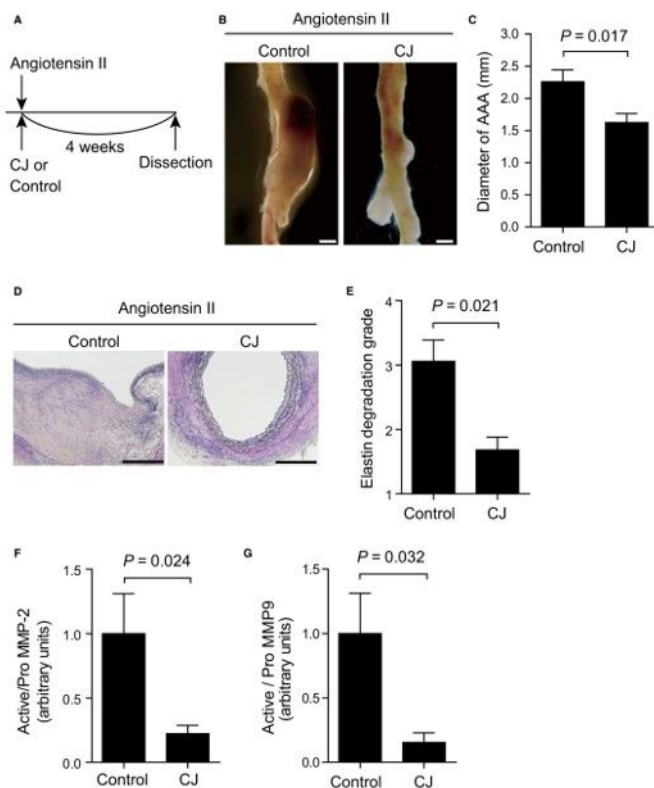 A
Angiotensin II
4 weeks
CJ or
Control
Dissection
B
Angiotensin II
Control
CJ
C
P = 0.017
Diameter of AAA (mm)
3.0
2.5
2.0
1.5
1.0
0.5
0.0
Control
CJ
D
Angiotensin II
Control
CJ
E
P = 0.021
Elastin degradation grade
4
3
2
1
Control
CJ
F
P = 0.024
Active/Pro MMP-2
(arbitrary units)
1.5
1.0
0.5
0.0
Control
CJ
G
P = 0.032
Active / Pro MMP9
(arbitrary units)
1.5
1.0
0.5
0.0
Control
CJ